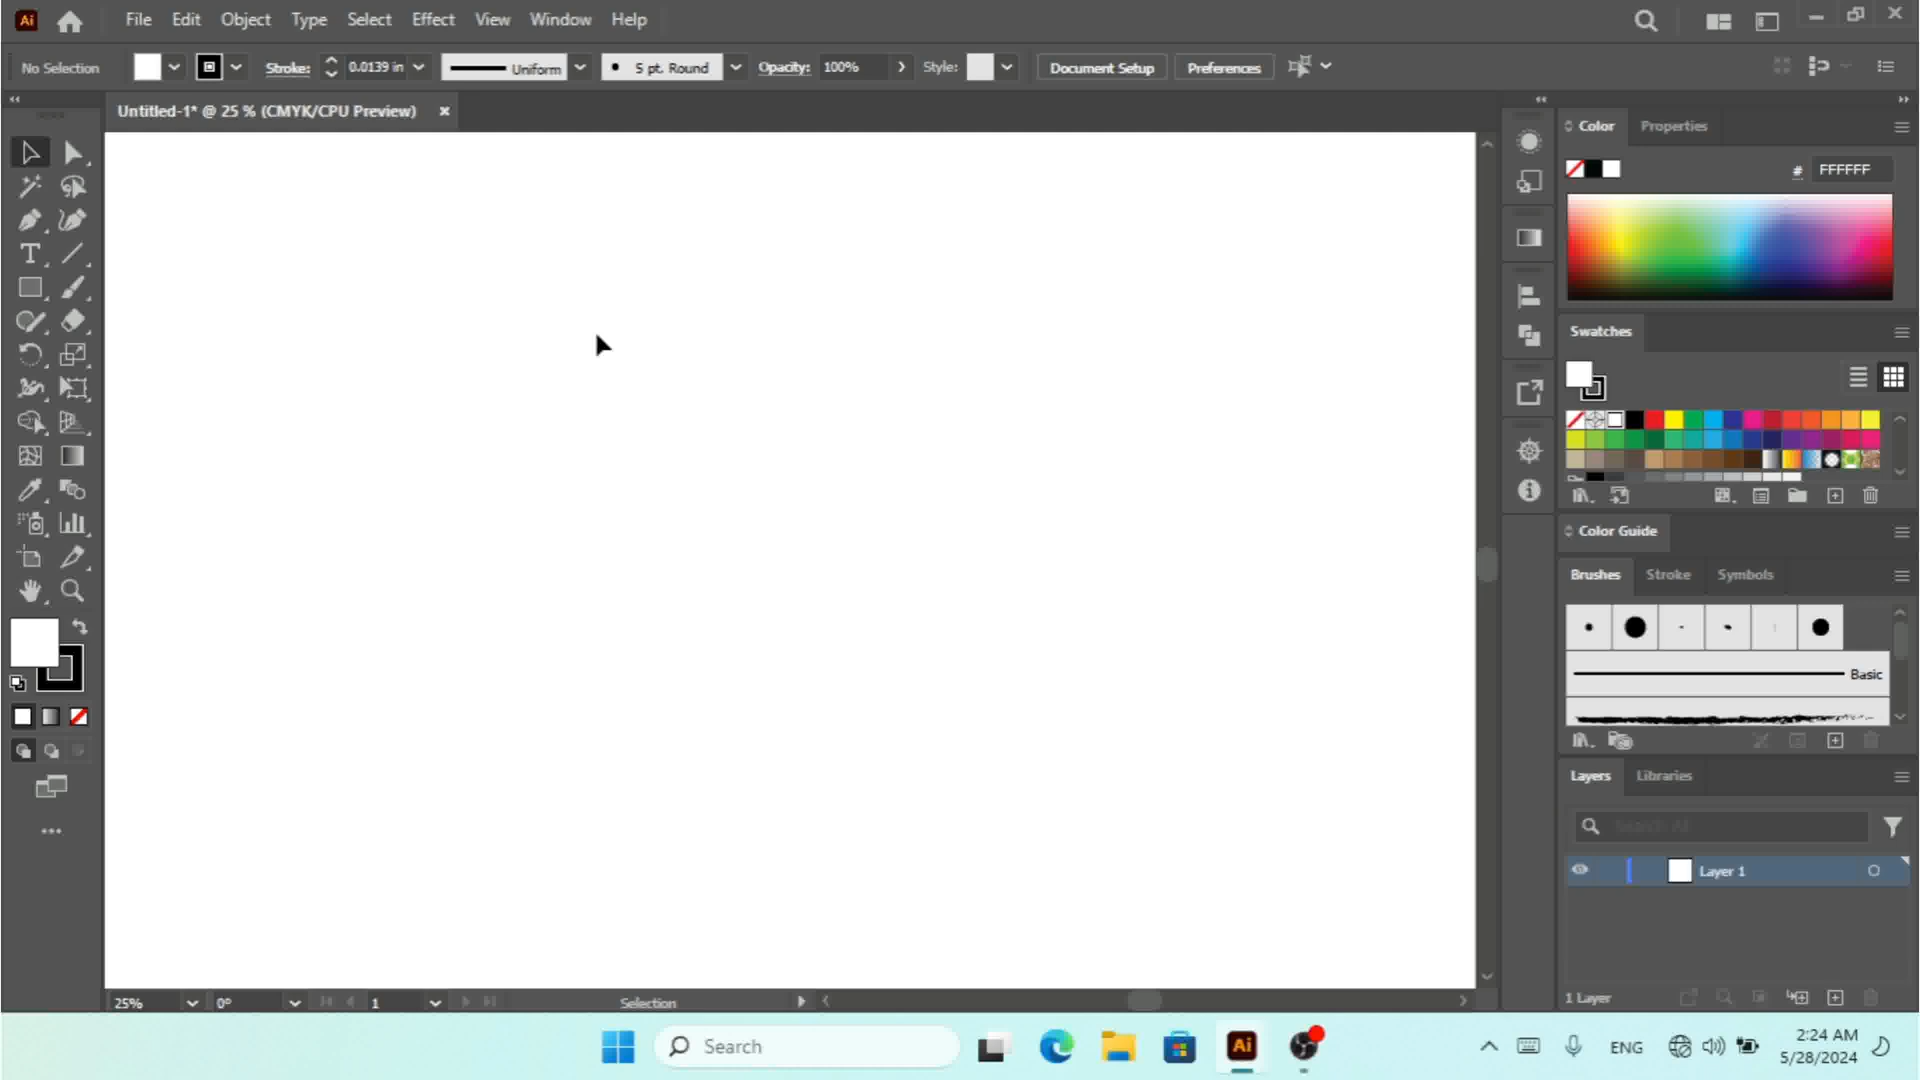 Ai File Edit Object Type Select Effect View Window Help
No Selection Stroke: 0.0139 in Uniform 5 pt. Round Opacity: 100% Style: Document Setup Preferences
Untitled-1* @ 25 % (CMYK/CPU Preview)
Color Properties
# FFFFFF
Swatches
Color Guide
Brushes Stroke Symbols
Basic
Layers Libraries
Search All
Layer 1
1 Layer
25% 0° 1 Selection
Search Ai ENG 2:24 AM
5/28/2024